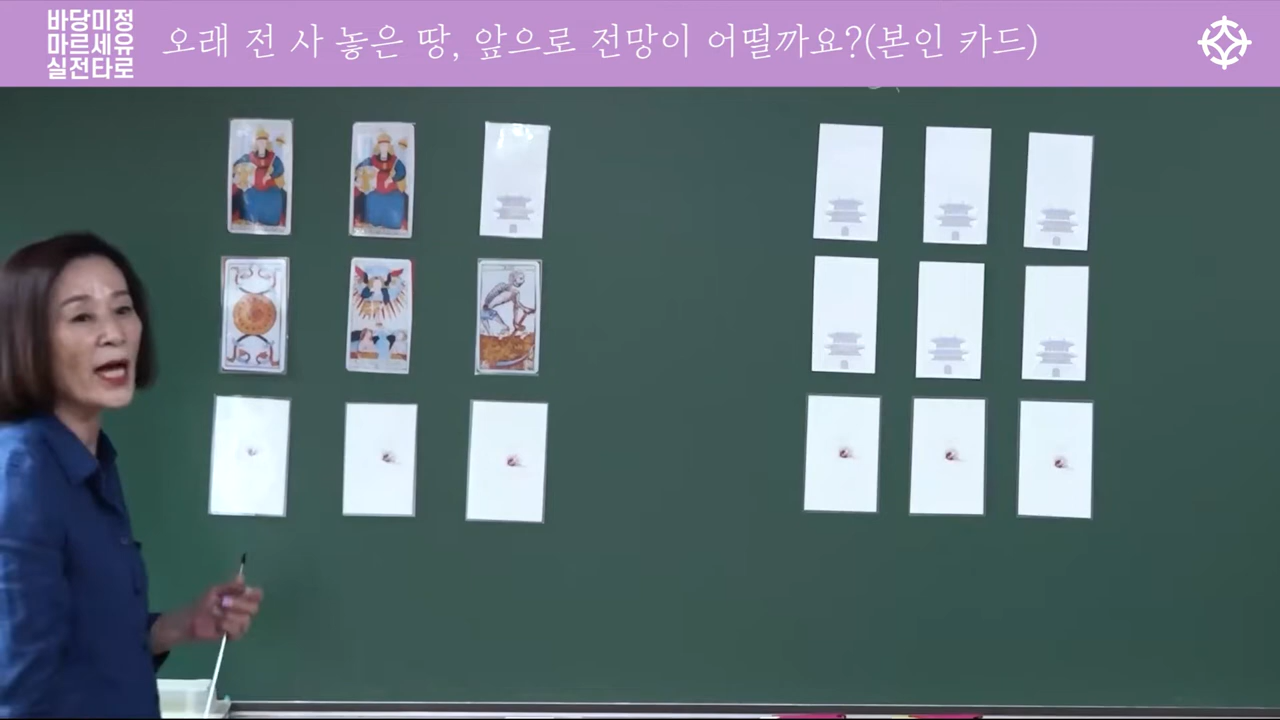 바당미정
마르세유
실전타로
오래 전 사 놓은 땅, 앞으로 전망이 어떨까요?(본인 카드)